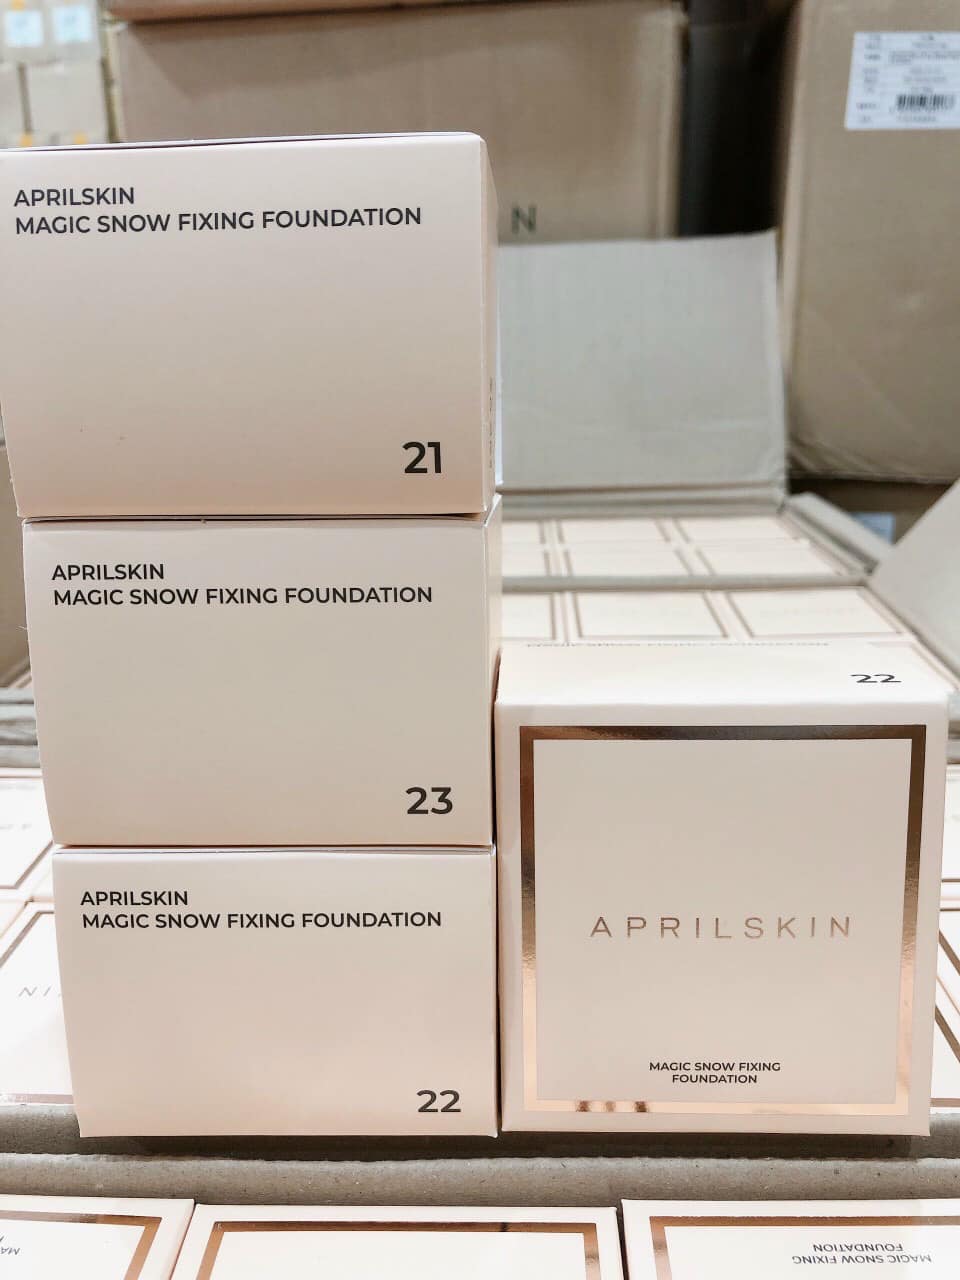 N
APRILSKIN
MAGIC SNOW FIXING FOUNDATION
21
APRILSKIN
MAGIC SNOW FIXING FOUNDATION
23
APRILSKIN
MAGIC SNOW FIXING FOUNDATION
22
22
APRILSKIN
MAGIC SNOW FIXING
FOUNDATION
MAGIC SNOW FIXING
FOUNDATION